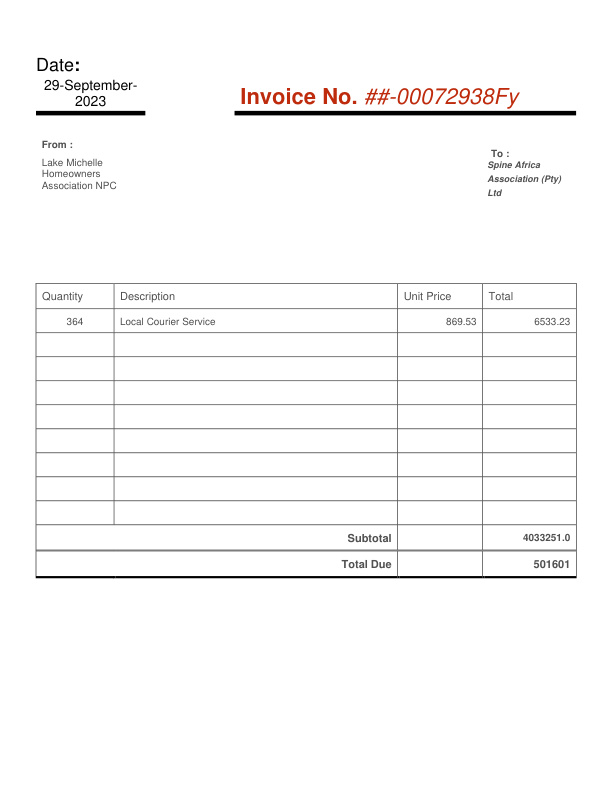 Date:
29-September-
2023
Invoice No. ##-00072938Fy
From :
Lake Michelle
Homeowners
Association NPC
To :
Spine Africa
Association (Pty)
Ltd
Quantity Description Unit Price Total
364 Local Courier Service 869.53 6533.23
Subtotal 4033251.0
Total Due 501601